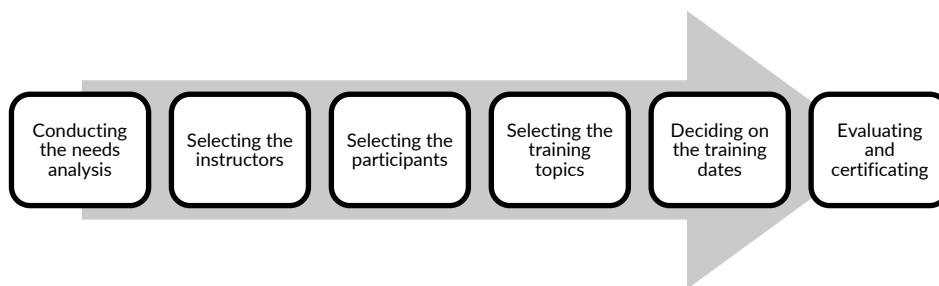 Conducting
the needs
analysis
Selecting the
instructors
Selecting the
participants
Selecting the
training
topics
Deciding on
the training
dates
Evaluating
and
certificating